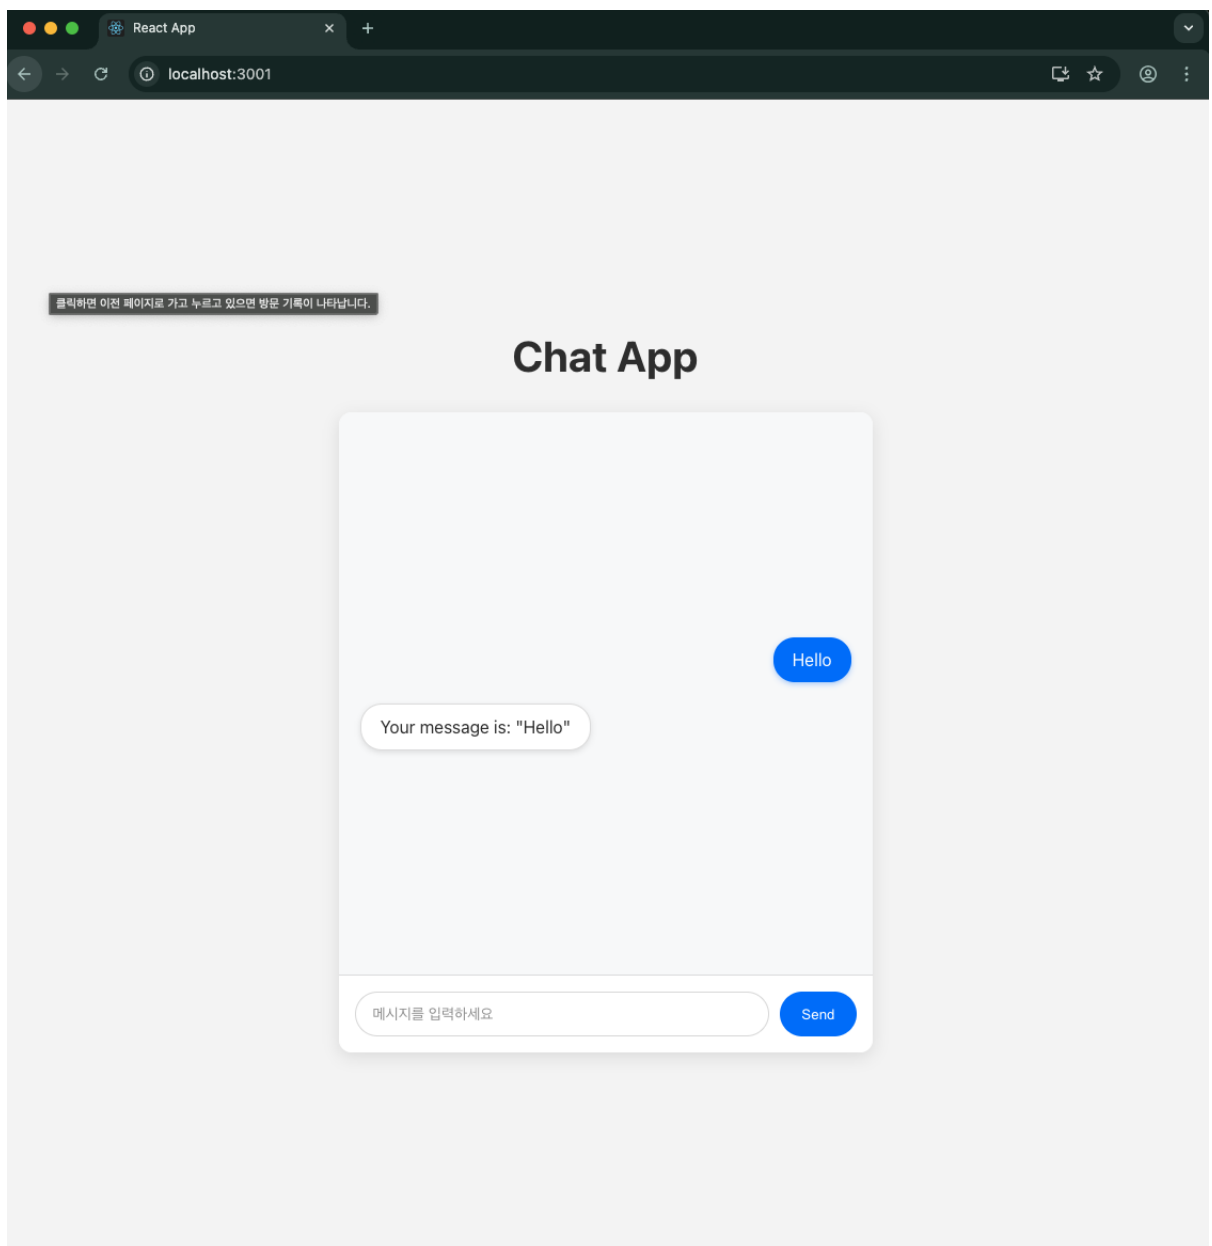 React App
localhost:3001
클릭하면 이전 페이지로 가고 누르고 있으면 방문 기록이 나타납니다.
Chat App
Hello
Your message is: "Hello"
메시지를 입력하세요
Send